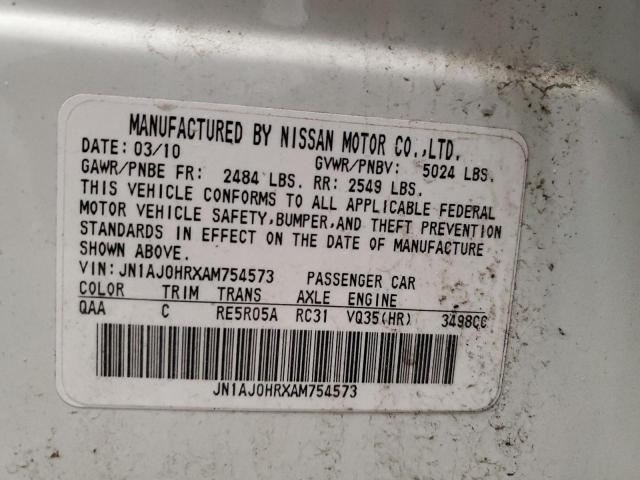 MANUFACTURED BY NISSAN MOTOR CO.,LTD.
DATE: 03/10 GVWR/PNBV: 5024 LBS.
GAWR/PNBE FR: 2484 LBS. RR: 2549 LBS.
THIS VEHICLE CONFORMS TO ALL APPLICABLE FEDERAL
MOTOR VEHICLE SAFETY,BUMPER,AND THEFT PREVENTION
STANDARDS IN EFFECT ON THE DATE OF MANUFACTURE
SHOWN ABOVE.
VIN: JN1AJ0HRXAM754573 PASSENGER CAR
COLOR TRIM TRANS AXLE ENGINE
QAA C RE5R05A RC31 VQ35(HR) 3498CC
JN1AJ0HRXAM754573